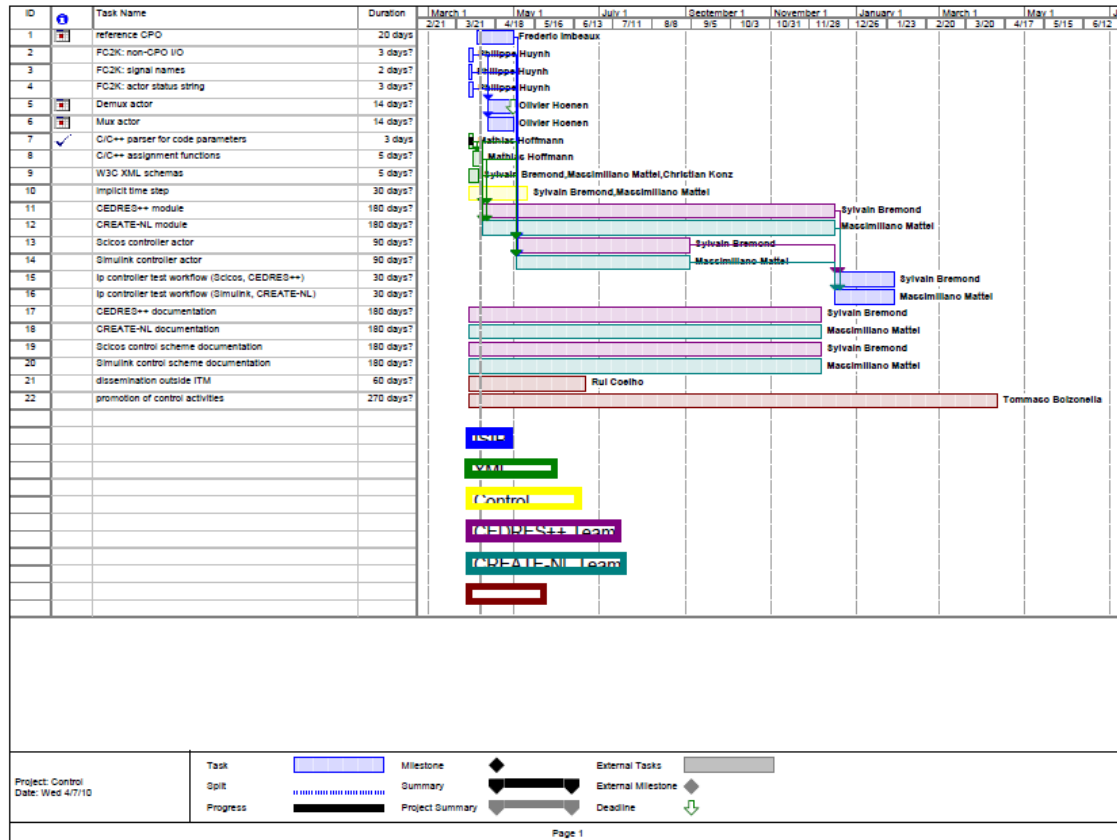 ID Task Name Duration March 1 May 1 July 1 September 1 November 1 January 1 March 1 May 1
2/21 3/21 4/18 5/16 6/13 7/11 8/8 9/5 10/3 10/31 11/28 12/26 1/23 2/20 3/20 4/17 5/15 6/12
1 reference CPO 20 days Frederic Imbeaux
2 FC2K: non-CPO I/O 3 days? Philippe Huynh
3 FC2K: signal names 2 days? Philippe Huynh
4 FC2K: actor status string 3 days? Philippe Huynh
5 Demux actor 14 days? Olivier Hoenen
6 Mux actor 14 days? Olivier Hoenen
7 C/C++ parser for code parameters 3 days Mathias Hoffmann
8 C/C++ assignment functions 5 days? Mathias Hoffmann
9 W3C XML schemas 5 days? Sylvain Bremond,Massimiliano Mattei,Christian Konz
10 implicit time step 30 days? Sylvain Bremond,Massimiliano Mattei
11 CEDRES++ module 180 days? Sylvain Bremond
12 CREATE-NL module 180 days? Massimiliano Mattei
13 Scicos controller actor 90 days? Sylvain Bremond
14 Simulink controller actor 90 days? Massimiliano Mattei
15 Ip controller test workflow (Scicos, CEDRES++) 30 days? Sylvain Bremond
16 Ip controller test workflow (Simulink, CREATE-NL) 30 days? Massimiliano Mattei
17 CEDRES++ documentation 180 days? Sylvain Bremond
18 CREATE-NL documentation 180 days? Massimiliano Mattei
19 Scicos control scheme documentation 180 days? Sylvain Bremond
20 Simulink control scheme documentation 180 days? Massimiliano Mattei
21 dissemination outside ITM 60 days? Rui Coelho
22 promotion of control activities 270 days? Tommaso Bolzonella
ISIP
XML
Control
CEDRES++ Team
CREATE-NL Team
Project: Control
Date: Wed 4/7/10
Task Milestone External Tasks
Split Summary External Milestone
Progress Project Summary Deadline
Page 1